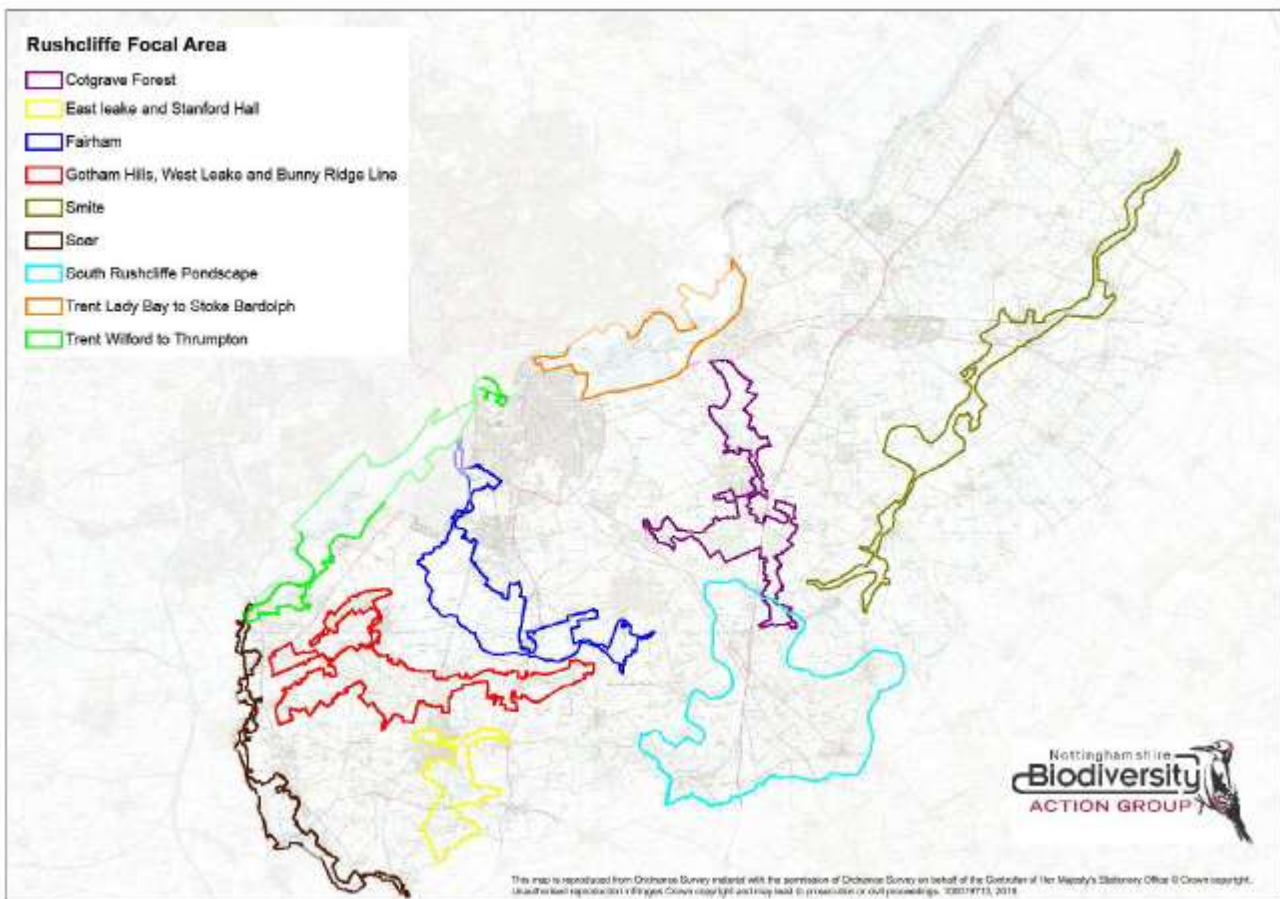 Rushcliffe Focal Area
Cotgrave Forest
East leake and Stanford Hall
Fairham
Gotham Hills, West Leake and Bunny Ridge Line
Smite
Soar
South Rushcliffe Pondscape
Trent Lady Bay to Stoke Bardolph
Trent Wilford to Thrumpton
Nottinghamshire
Biodiversity
ACTION GROUP
This map is reproduced from Ordnance Survey material with the permission of Ordnance Survey on behalf of the Controller of Her Majesty's Stationery Office © Crown copyright.
Unauthorised reproduction infringes Crown copyright and may lead to prosecution or civil proceedings.